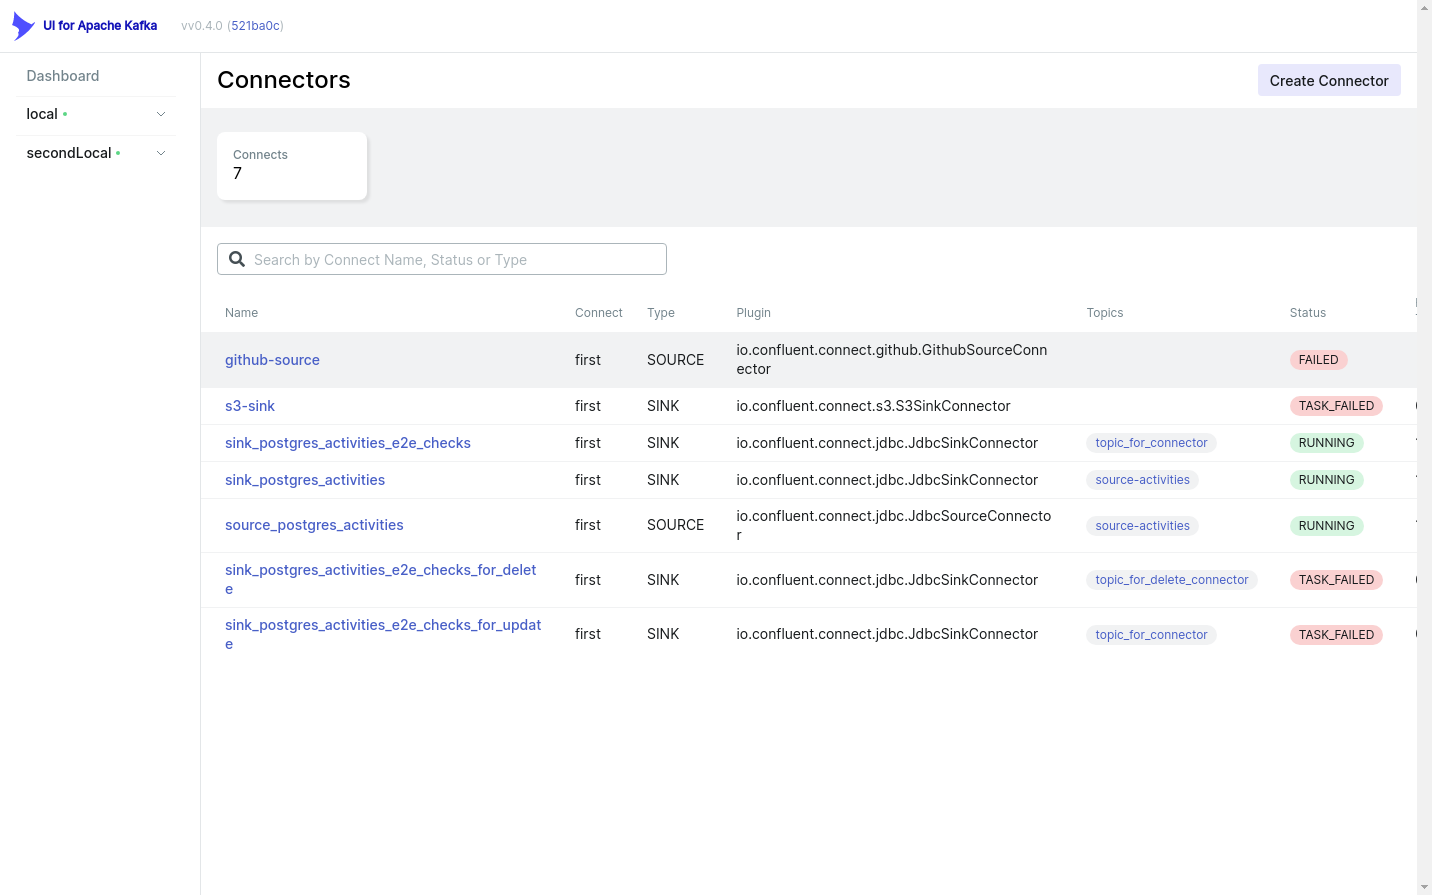 UI for Apache Kafka vv0.4.0 (521ba0c)
Dashboard
local
secondLocal
Connectors
Create Connector
Connects
7
Search by Connect Name, Status or Type
Name Connect Type Plugin Topics Status
github-source first SOURCE io.confluent.connect.github.GithubSourceConn
ector FAILED
s3-sink first SINK io.confluent.connect.s3.S3SinkConnector TASK_FAILED
sink_postgres_activities_e2e_checks first SINK io.confluent.connect.jdbc.JdbcSinkConnector topic_for_connector RUNNING
sink_postgres_activities first SINK io.confluent.connect.jdbc.JdbcSinkConnector source-activities RUNNING
source_postgres_activities first SOURCE io.confluent.connect.jdbc.JdbcSourceConnecto
r source-activities RUNNING
sink_postgres_activities_e2e_checks_for_delet
e first SINK io.confluent.connect.jdbc.JdbcSinkConnector topic_for_delete_connector TASK_FAILED
sink_postgres_activities_e2e_checks_for_updat
e first SINK io.confluent.connect.jdbc.JdbcSinkConnector topic_for_connector TASK_FAILED